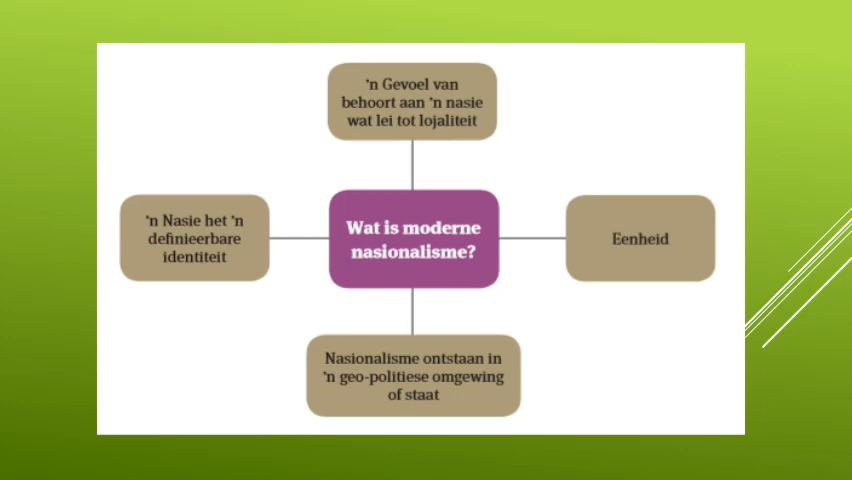 ‘n Gevoel van
behoort aan ‘n nasie
wat lei tot lojaliteit
‘n Nasie het ‘n
definieerbare
identiteit
Wat is moderne
nasionalisme?
Eenheid
Nasionalisme ontstaan in
‘n geo-politiese omgewing
of staat